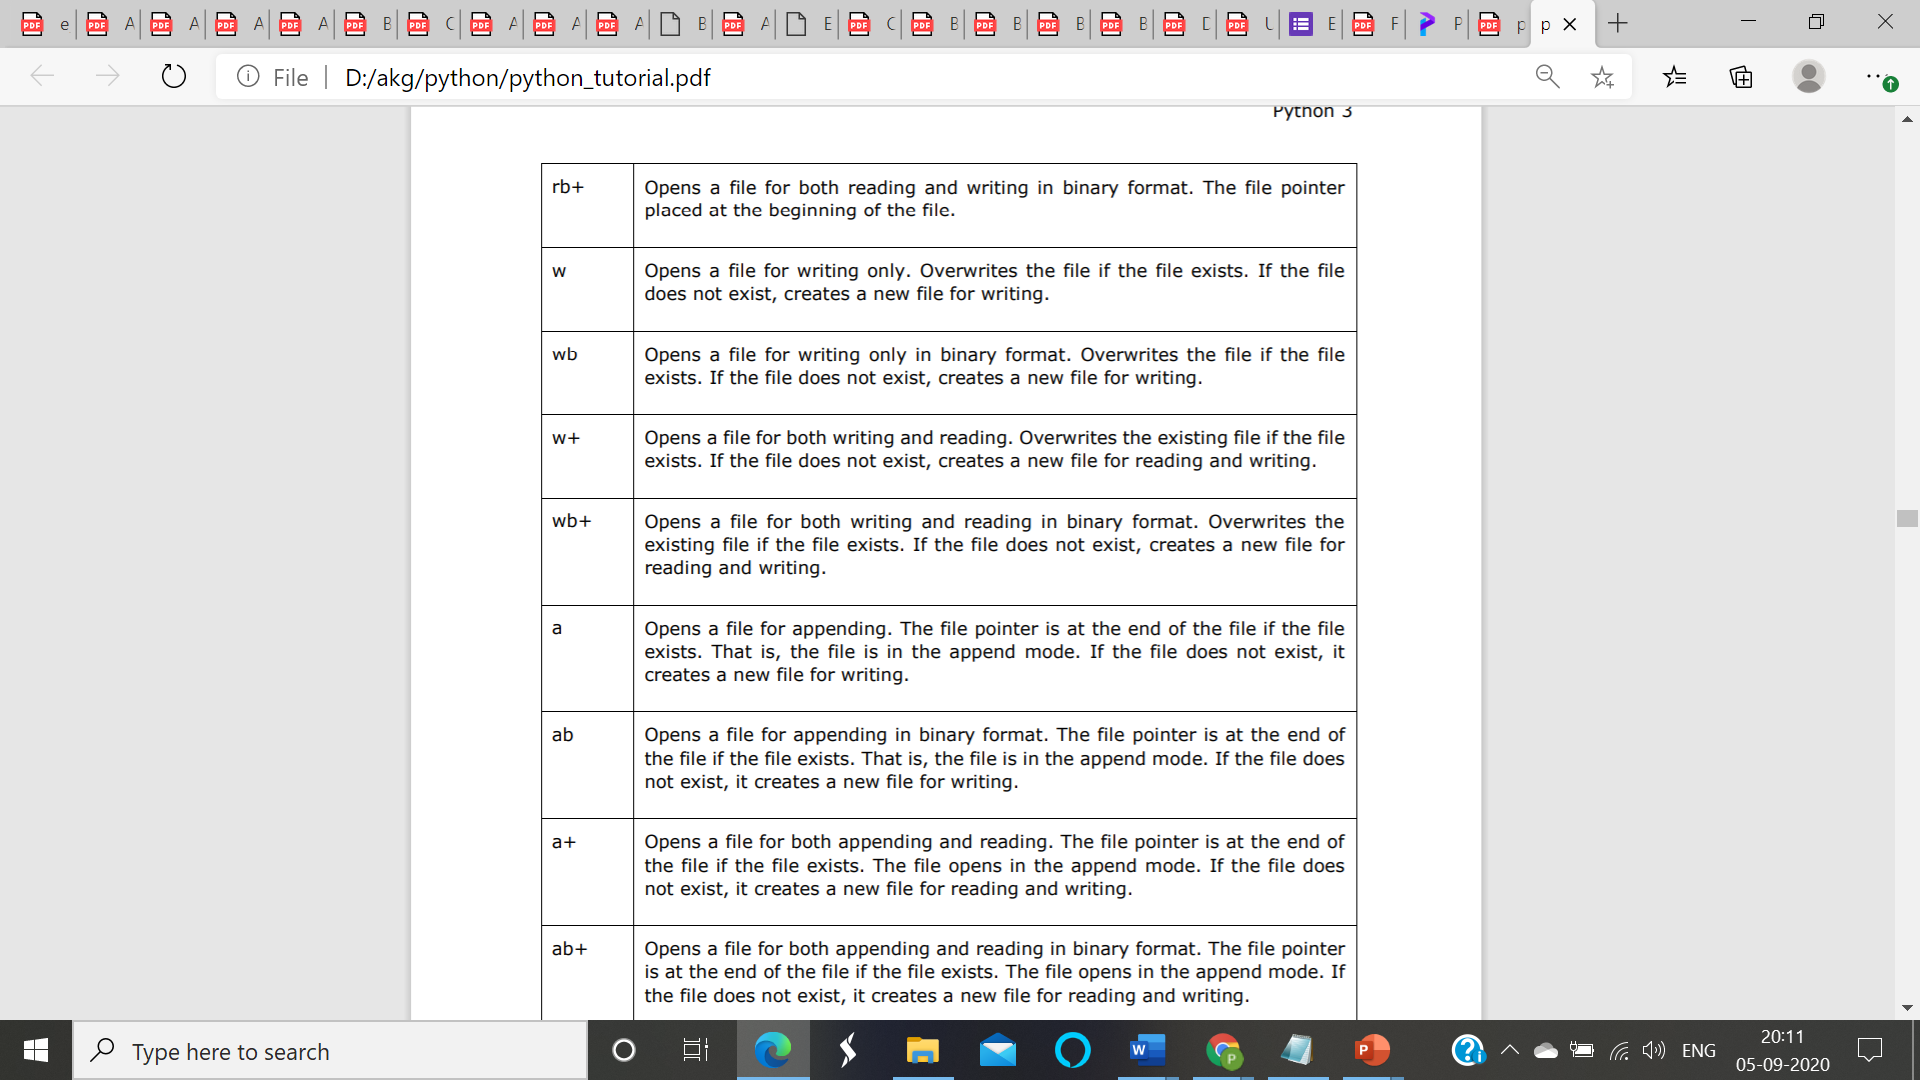 e A A A A B C A A A B A E C B B B B D U E F P p p
File D:/akg/python/python_tutorial.pdf
Python 3
rb+ Opens a file for both reading and writing in binary format. The file pointer
placed at the beginning of the file.
w Opens a file for writing only. Overwrites the file if the file exists. If the file
does not exist, creates a new file for writing.
wb Opens a file for writing only in binary format. Overwrites the file if the file
exists. If the file does not exist, creates a new file for writing.
w+ Opens a file for both writing and reading. Overwrites the existing file if the file
exists. If the file does not exist, creates a new file for reading and writing.
wb+ Opens a file for both writing and reading in binary format. Overwrites the
existing file if the file exists. If the file does not exist, creates a new file for
reading and writing.
a Opens a file for appending. The file pointer is at the end of the file if the file
exists. That is, the file is in the append mode. If the file does not exist, it
creates a new file for writing.
ab Opens a file for appending in binary format. The file pointer is at the end of
the file if the file exists. That is, the file is in the append mode. If the file does
not exist, it creates a new file for writing.
a+ Opens a file for both appending and reading. The file pointer is at the end of
the file if the file exists. The file opens in the append mode. If the file does
not exist, it creates a new file for reading and writing.
ab+ Opens a file for both appending and reading in binary format. The file pointer
is at the end of the file if the file exists. The file opens in the append mode. If
the file does not exist, it creates a new file for reading and writing.
Type here to search
ENG
20:11
05-09-2020